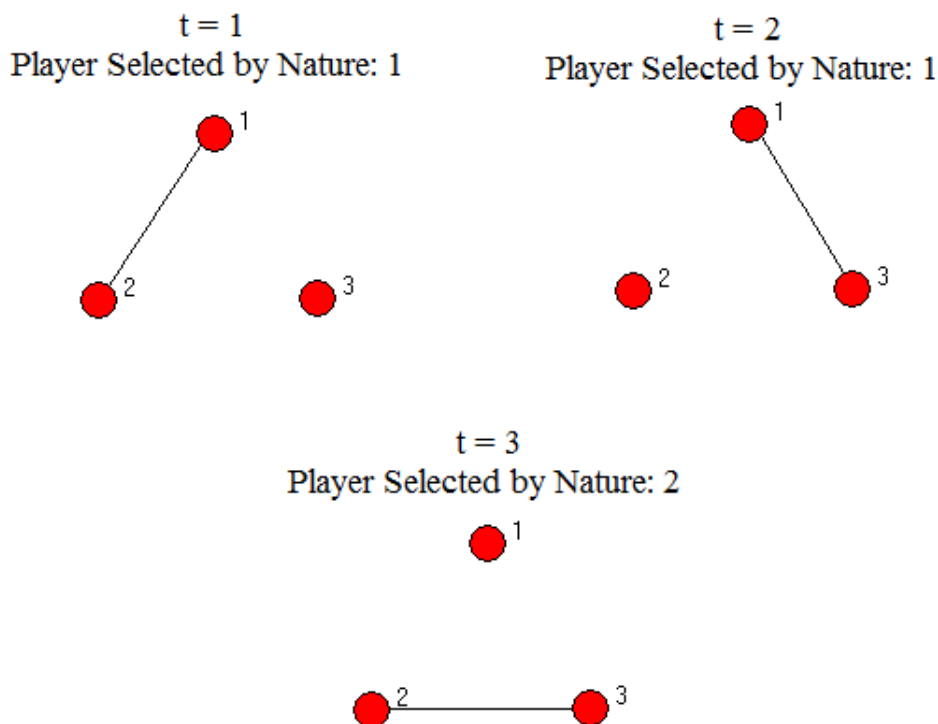 t = 1
Player Selected by Nature: 1
1
2
3
t = 2
Player Selected by Nature: 1
1
2
3
t = 3
Player Selected by Nature: 2
1
2
3